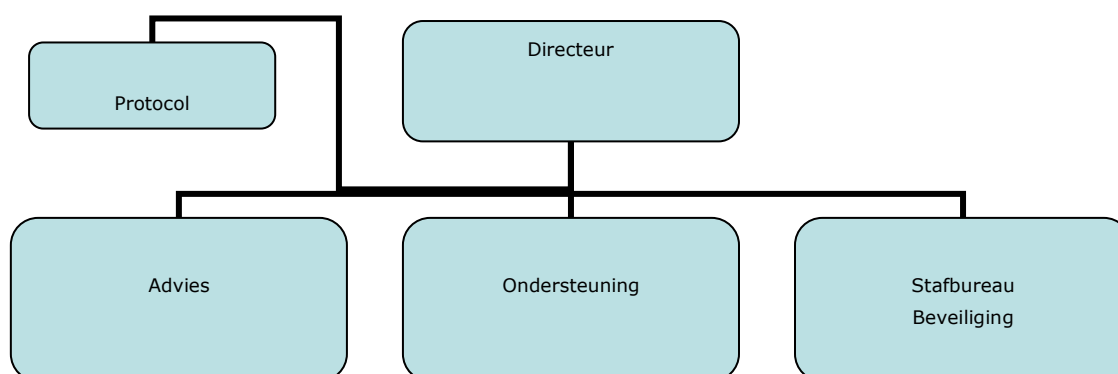 Directeur
Protocol
Advies
Ondersteuning
Stafbureau
Beveiliging